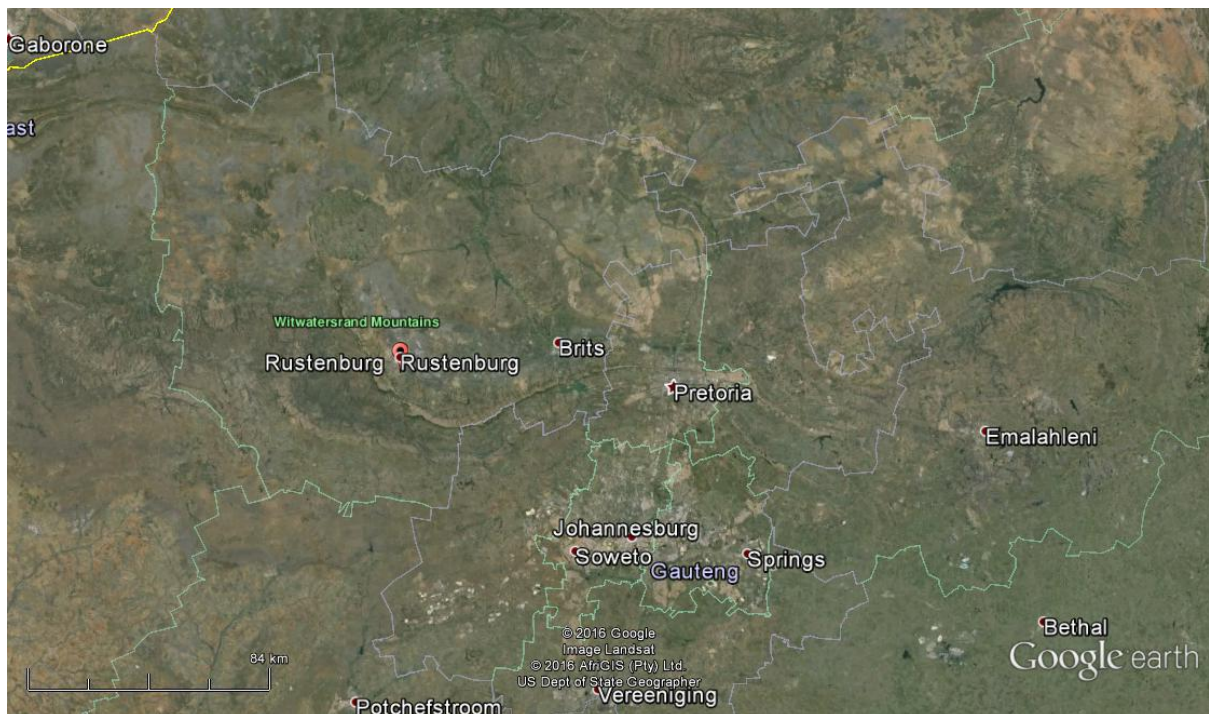 Gaborone
ast
Witwatersrand Mountains
Rustenburg Rustenburg
Brits
Pretoria
Emalahleni
Johannesburg
Soweto
Springs
Gauteng
© 2016 Google
Image Landsat
© 2016 AfriGIS (Pty) Ltd.
US Dept of State Geographer
Bethal
Google earth
84 km
Vereeniging
Potchefstroom